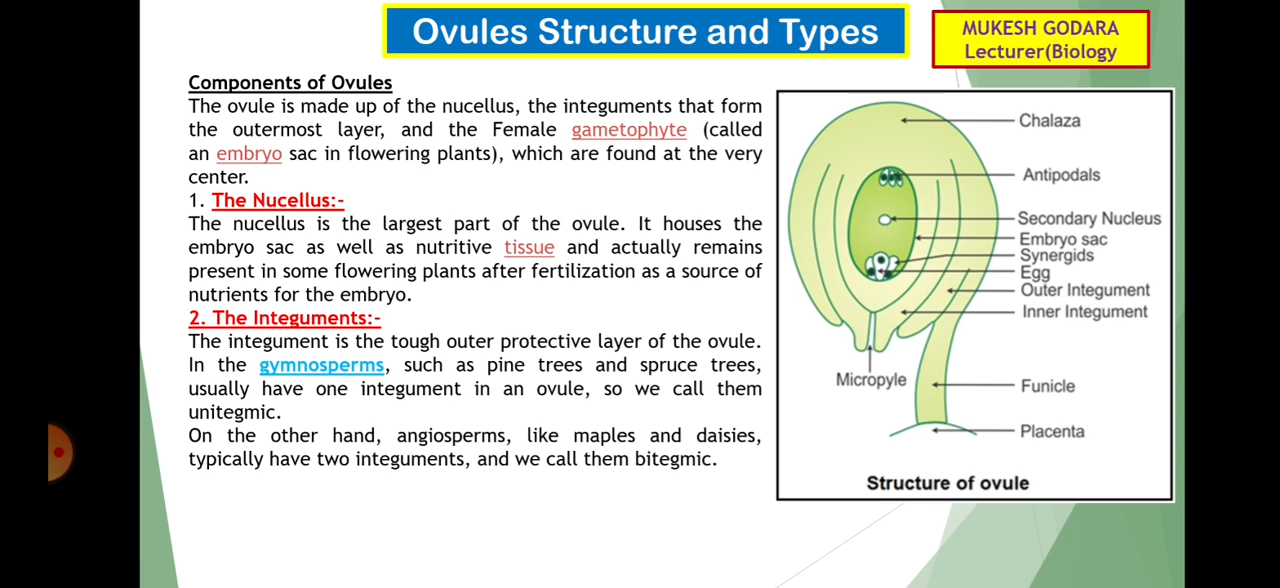 Ovules Structure and Types
MUKESH GODARA
Lecturer(Biology
Components of Ovules
The ovule is made up of the nucellus, the integuments that form
the outermost layer, and the Female gametophyte (called
an embryo sac in flowering plants), which are found at the very
center.
1. The Nucellus:-
The nucellus is the largest part of the ovule. It houses the
embryo sac as well as nutritive tissue and actually remains
present in some flowering plants after fertilization as a source of
nutrients for the embryo.
2. The Integuments:-
The integument is the tough outer protective layer of the ovule.
In the gymnosperms, such as pine trees and spruce trees,
usually have one integument in an ovule, so we call them
unitegmic.
On the other hand, angiosperms, like maples and daisies,
typically have two integuments, and we call them bitegmic.
Chalaza
Antipodals
Secondary Nucleus
Embryo sac
Synergids
Egg
Outer Integument
Inner Integument
Micropyle
Funicle
Placenta
Structure of ovule